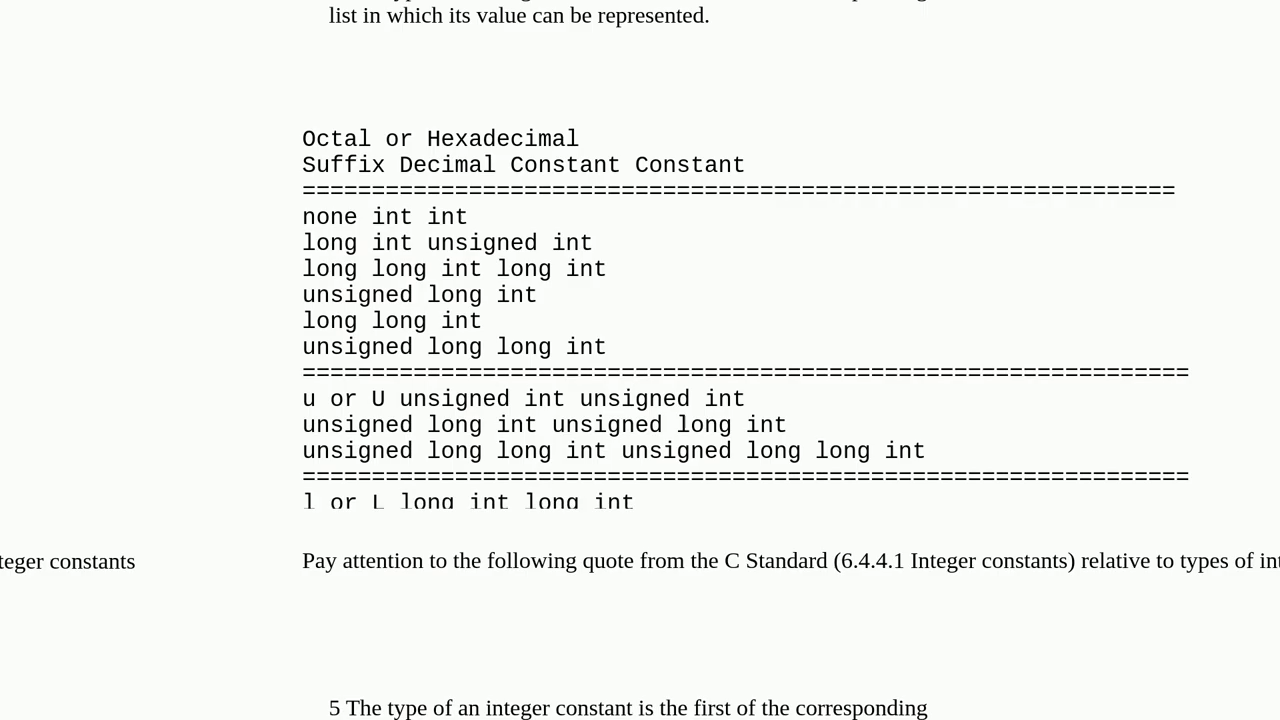 list in which its value can be represented.
Octal or Hexadecimal
Suffix Decimal Constant Constant
===============================================================
none int int
long int unsigned int
long long int long int
unsigned long int
long long int
unsigned long long int
================================================================
u or U unsigned int unsigned int
unsigned long int unsigned long int
unsigned long long int unsigned long long int
================================================================
l or L long int long int
teger constants
Pay attention to the following quote from the C Standard (6.4.4.1 Integer constants) relative to types of int
5 The type of an integer constant is the first of the corresponding